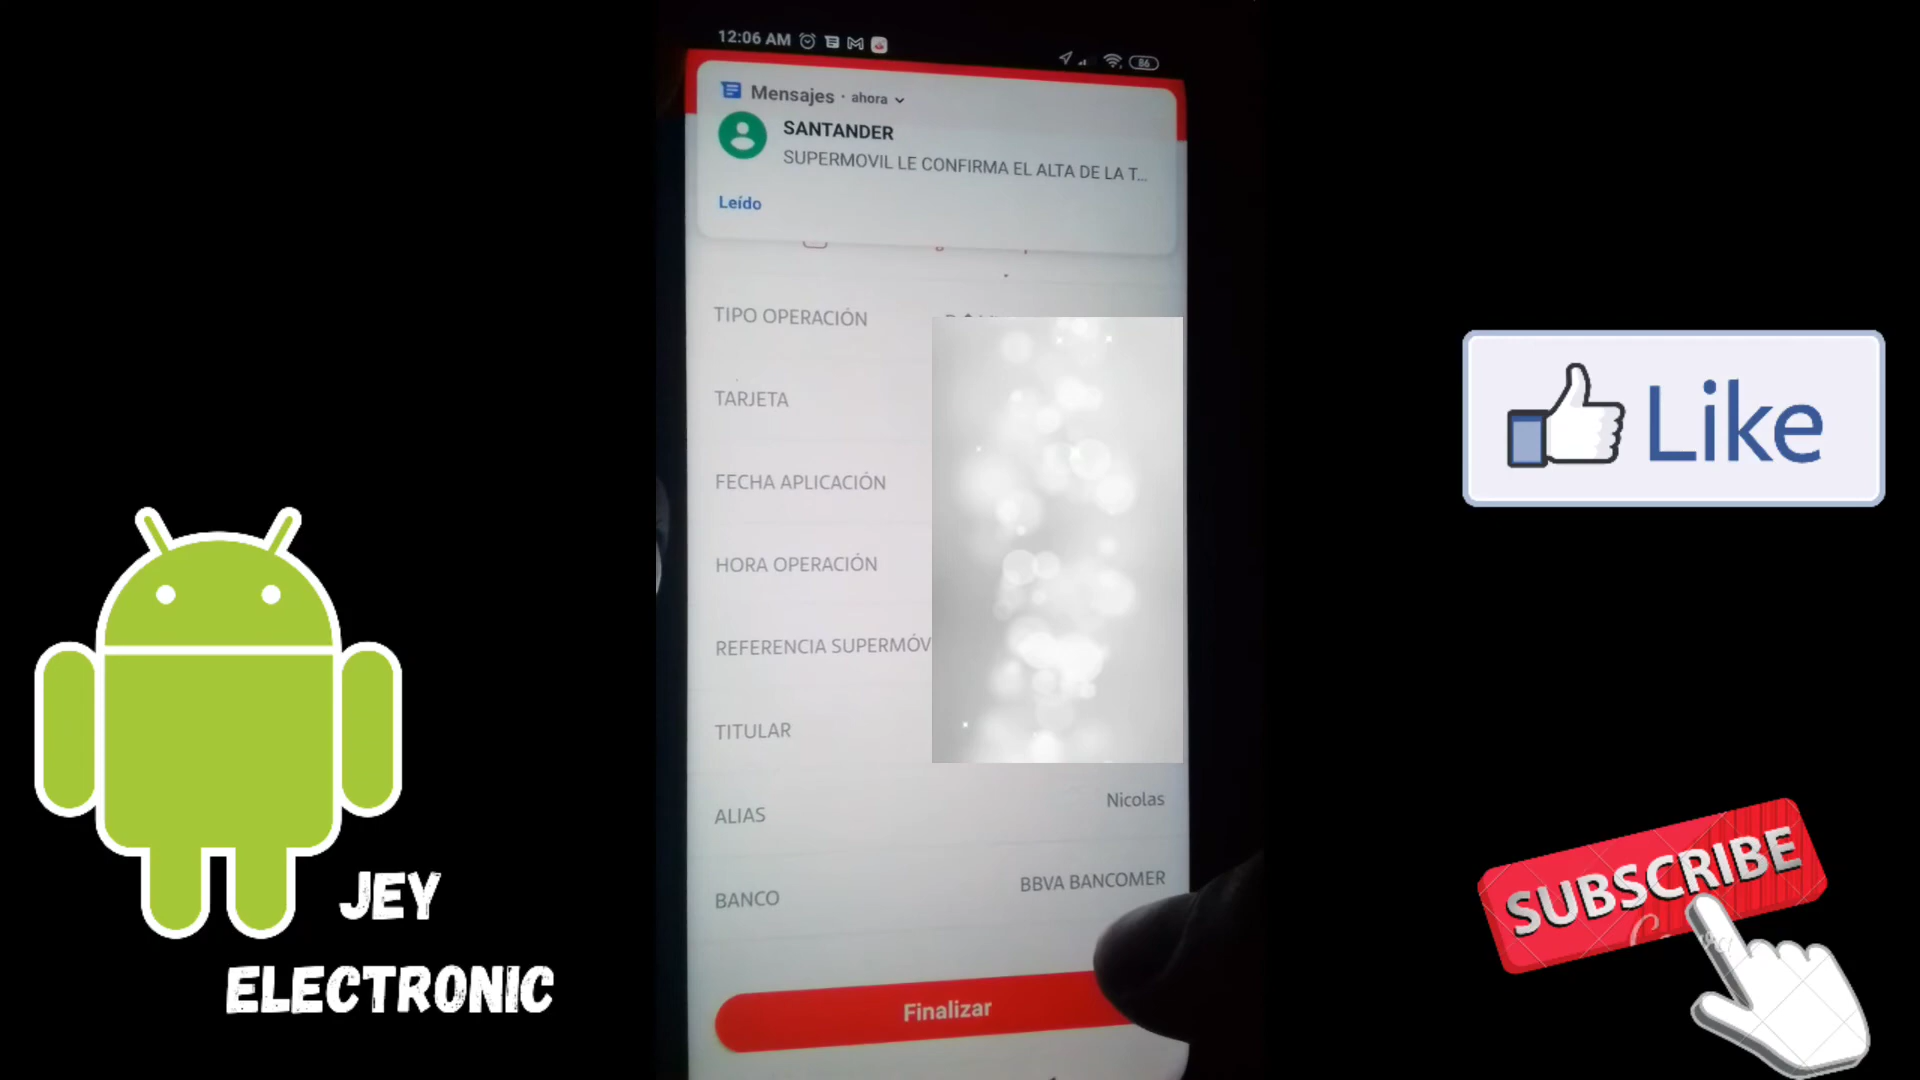 12:06 AM
86
Mensajes · ahora
SANTANDER
SUPERMOVIL LE CONFIRMA EL ALTA DE LA T...
Leído
TIPO OPERACIÓN
TARJETA
FECHA APLICACIÓN
HORA OPERACIÓN
REFERENCIA SUPERMÓV
TITULAR
ALIAS
Nicolas
BANCO
BBVA BANCOMER
Finalizar
JEY
ELECTRONIC
Like
SUBSCRIBE